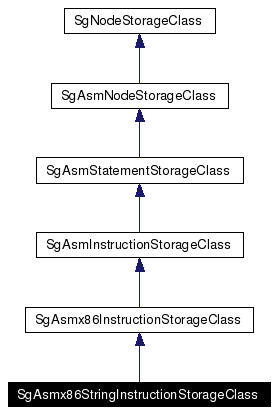 SgNodeStorageClass
SgAsmNodeStorageClass
SgAsmStatementStorageClass
SgAsmInstructionStorageClass
SgAsmx86InstructionStorageClass
SgAsmx86StringInstructionStorageClass